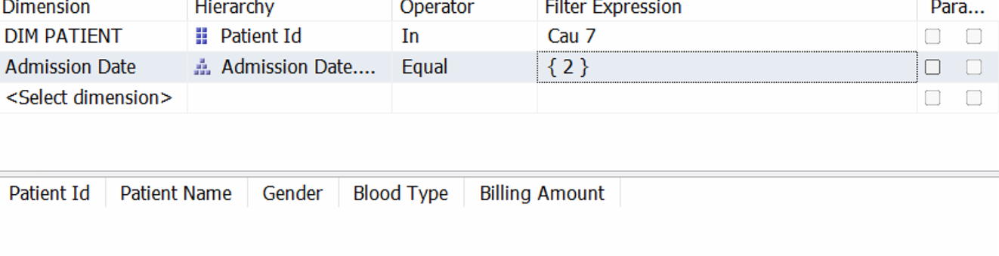 Dimension Hierarchy Operator Filter Expression Para...
DIM PATIENT Patient Id In Cau 7
Admission Date Admission Date.... Equal { 2 }
<Select dimension>
Patient Id Patient Name Gender Blood Type Billing Amount